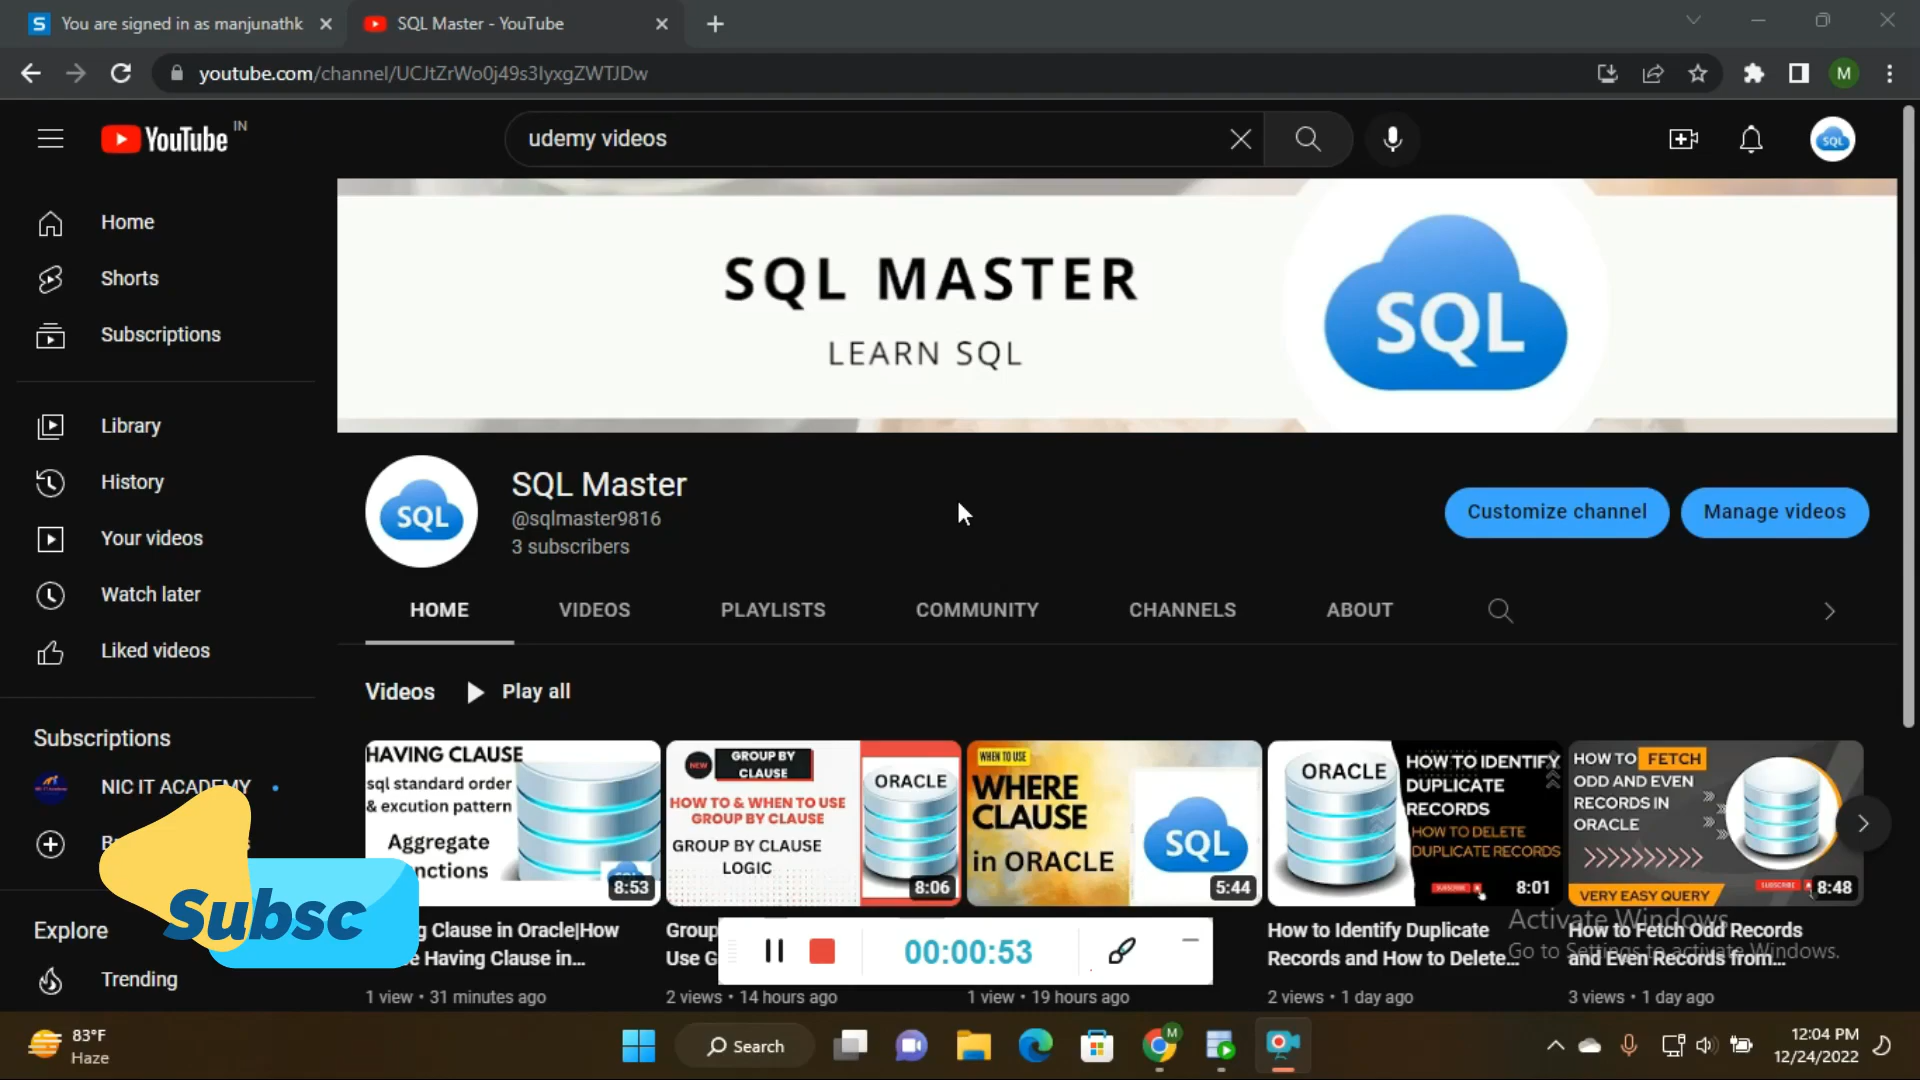 You are signed in as manjunathk
SQL Master - YouTube
youtube.com/channel/UCJtZrWo0j49s3IyxgZWTJDw
M
YouTube IN
udemy videos
SQL
Home
Shorts
Subscriptions
Library
History
Your videos
Watch later
Liked videos
Subscriptions
NIC IT ACADEMY
Explore
Trending
SQL MASTER
LEARN SQL
SQL
SQL
SQL Master
@sqlmaster9816
3 subscribers
Customize channel
Manage videos
HOME
VIDEOS
PLAYLISTS
COMMUNITY
CHANNELS
ABOUT
Videos
Play all
HAVING CLAUSE
sql standard order
& excution pattern
Aggregate
nctions
8:53
g Clause in Oracle|How
e Having Clause in...
1 view • 31 minutes ago
NEW
GROUP BY
CLAUSE
HOW TO & WHEN TO USE
GROUP BY CLAUSE
GROUP BY CLAUSE
LOGIC
ORACLE
8:06
Group
Use G
2 views • 14 hours ago
WHEN TO USE
WHERE
CLAUSE
in ORACLE
SQL
5:44
1 view • 19 hours ago
ORACLE
HOW TO IDENTIFY
DUPLICATE
RECORDS
HOW TO DELETE
DUPLICATE RECORDS
SUBSCRIBE
8:01
How to Identify Duplicate
Records and How to Delete...
2 views • 1 day ago
HOW TO FETCH
ODD AND EVEN
RECORDS IN
ORACLE
VERY EASY QUERY
SUBSCRIBE
8:48
How to Fetch Odd Records
and Even Records from...
3 views • 1 day ago
Subsc
00:00:53
Activate Windows
Go to Settings to activate Windows.
83°F
Haze
Search
M
12:04 PM
12/24/2022